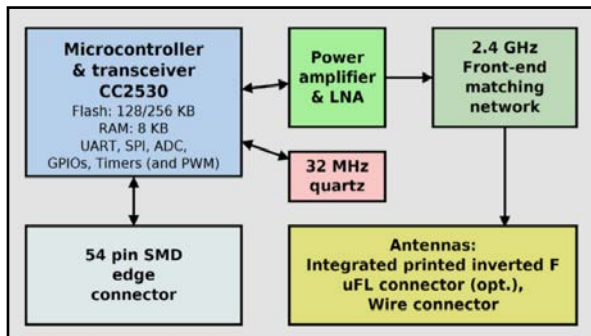 Microcontroller
& transceiver
CC2530
Flash: 128/256 KB
RAM: 8 KB
UART, SPI, ADC,
GPIOs, Timers (and PWM)
Power
amplifier
& LNA
2.4 GHz
Front-end
matching
network
32 MHz
quartz
54 pin SMD
edge
connector
Antennas:
Integrated printed inverted F
uFL connector (opt.),
Wire connector